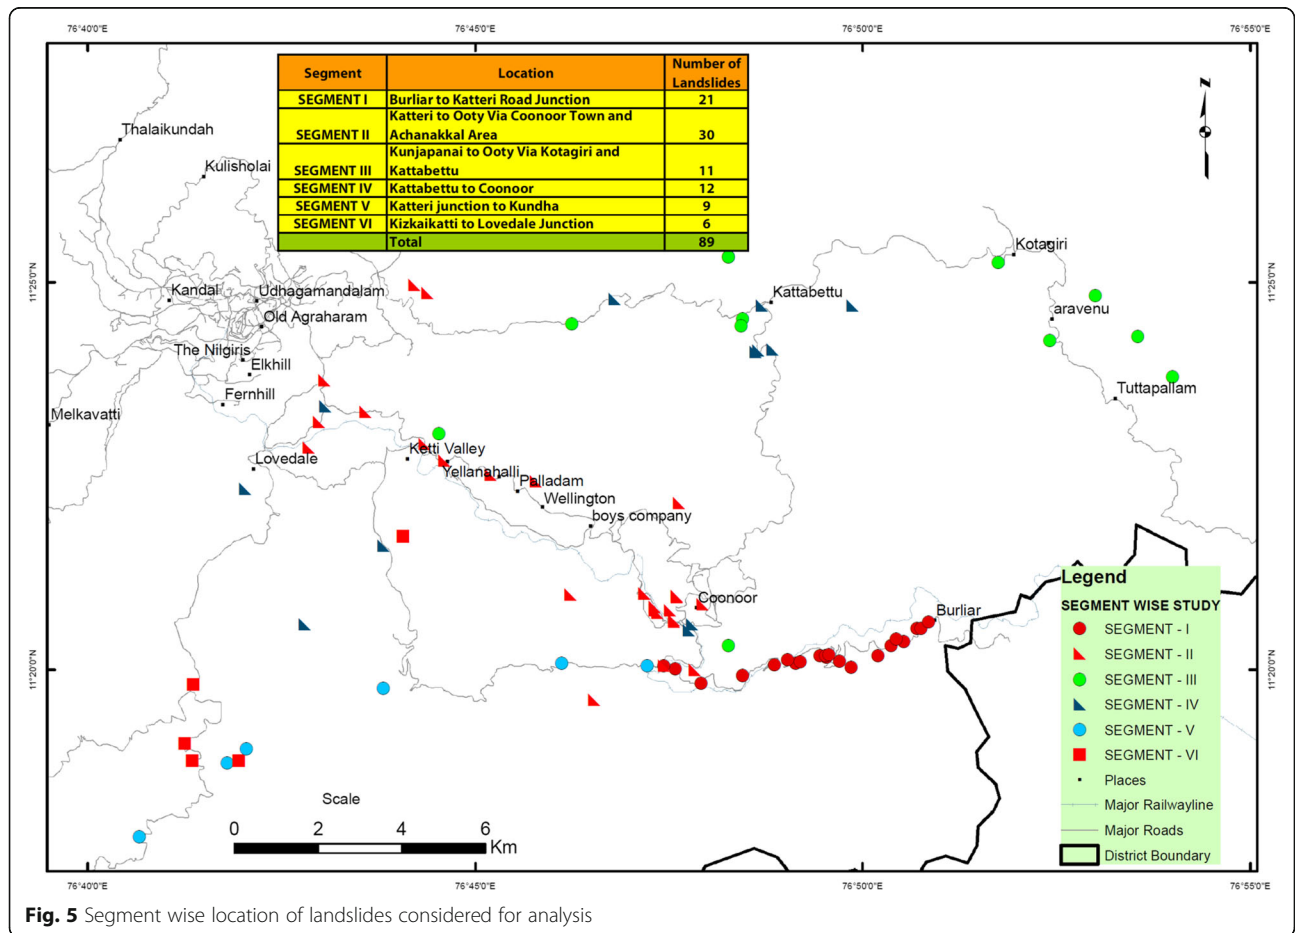 76°40'0"E 76°45'0"E 76°50'0"E 76°55'0"E
Segment Location Number of Landslides
SEGMENT I Burliar to Katteri Road Junction 21
SEGMENT II Katteri to Ooty Via Coonoor Town and Achanakkal Area 30
SEGMENT III Kunjapanai to Ooty Via Kotagiri and Kattabettu 11
SEGMENT IV Kattabettu to Coonoor 12
SEGMENT V Katteri junction to Kundha 9
SEGMENT VI Kizkaikatti to Lovedale Junction 6
Total 89
N
Thalaikundah
Kulisholai
Kotagiri
11°25'0"N 11°25'0"N
Kandal
Udhagamandalam
Kattabettu
Old Agraharam
aravenu
The Nilgiris
Elkhill
Fernhill
Tuttapallam
Melkavatti
Ketti Valley
Lovedale
Yellanahalli
Palladam
Wellington
boys company
Coonoor
Burliar
11°20'0"N 11°20'0"N
Legend
SEGMENT WISE STUDY
SEGMENT - I
SEGMENT - II
SEGMENT - III
SEGMENT - IV
SEGMENT - V
SEGMENT - VI
Places
Major Railwayline
Major Roads
District Boundary
Scale
0 2 4 6
Km
76°40'0"E 76°45'0"E 76°50'0"E 76°55'0"E
Fig. 5 Segment wise location of landslides considered for analysis